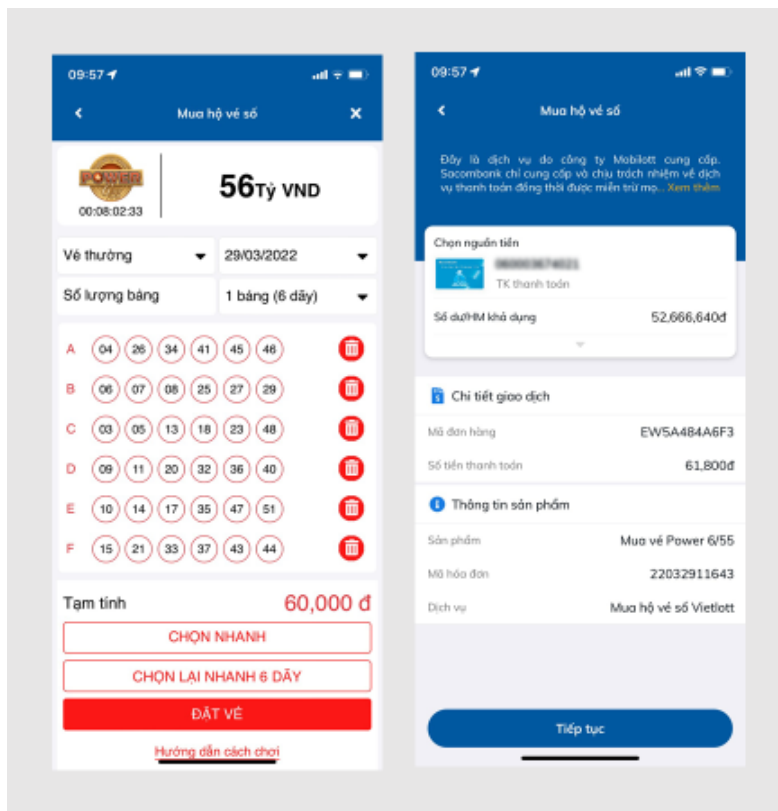 09:57
Mua hộ vé số
POWER
00:08:02:33
56Tỷ VND
Vé thường
29/03/2022
Số lượng bảng
1 bảng (6 dãy)
A 04 26 34 41 45 46
B 06 07 08 25 27 29
C 03 05 13 18 23 48
D 09 11 20 32 36 40
E 10 14 17 35 47 51
F 15 21 33 37 43 44
Tạm tính 60,000 đ
CHỌN NHANH
CHỌN LẠI NHANH 6 DÃY
ĐẶT VÉ
Hướng dẫn cách chơi
09:57
Mua hộ vé số
Đây là dịch vụ do công ty Mobilott cung cấp.
Sacombank chỉ cung cấp và chịu trách nhiệm về dịch
vụ thanh toán đồng thời được miễn trừ mọ... Xem thêm
Chọn nguồn tiền
TK thanh toán
Số dư/HM khả dụng 52,666,640đ
Chi tiết giao dịch
Mã đơn hàng EW5A484A6F3
Số tiền thanh toán 61,800đ
Thông tin sản phẩm
Sản phẩm Mua vé Power 6/55
Mã hóa đơn 22032911643
Dịch vụ Mua hộ vé số Vietlott
Tiếp tục